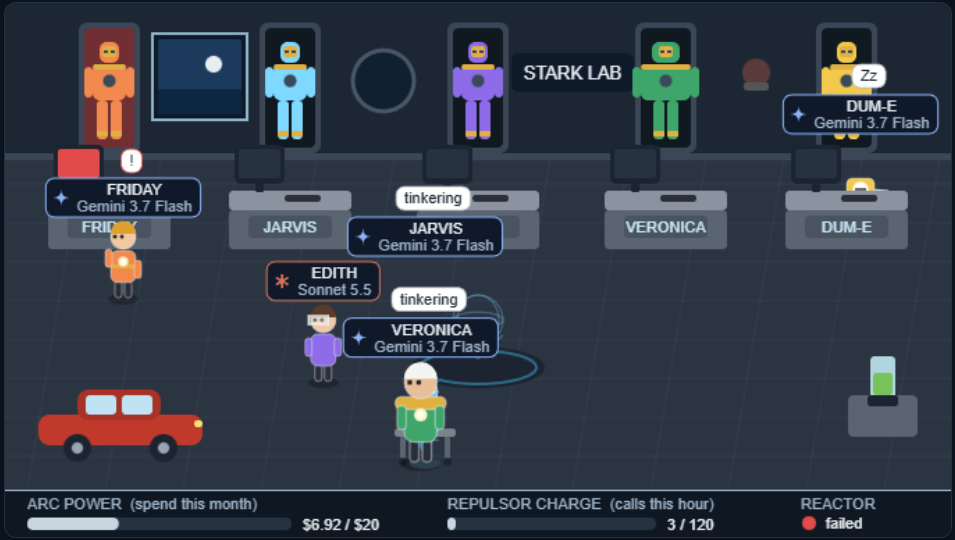 STARK LAB
Zz
DUM-E
Gemini 3.7 Flash
!
FRIDAY
Gemini 3.7 Flash
tinkering
JARVIS
Gemini 3.7 Flash
JARVIS
VERONICA
DUM-E
EDITH
Sonnet 5.5
tinkering
VERONICA
Gemini 3.7 Flash
ARC POWER (spend this month)
$6.92 / $20
REPULSOR CHARGE (calls this hour)
3 / 120
REACTOR
failed